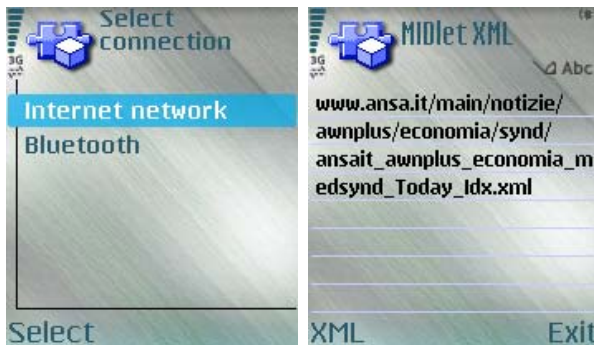 Select
connection
3G
Internet network
Bluetooth
Select
MIDlet XML
3G
Abc
www.ansa.it/main/notizie/
awnplus/economia/synd/
ansait_awnplus_economia_m
edsynd_Today_Idx.xml
XML
Exit